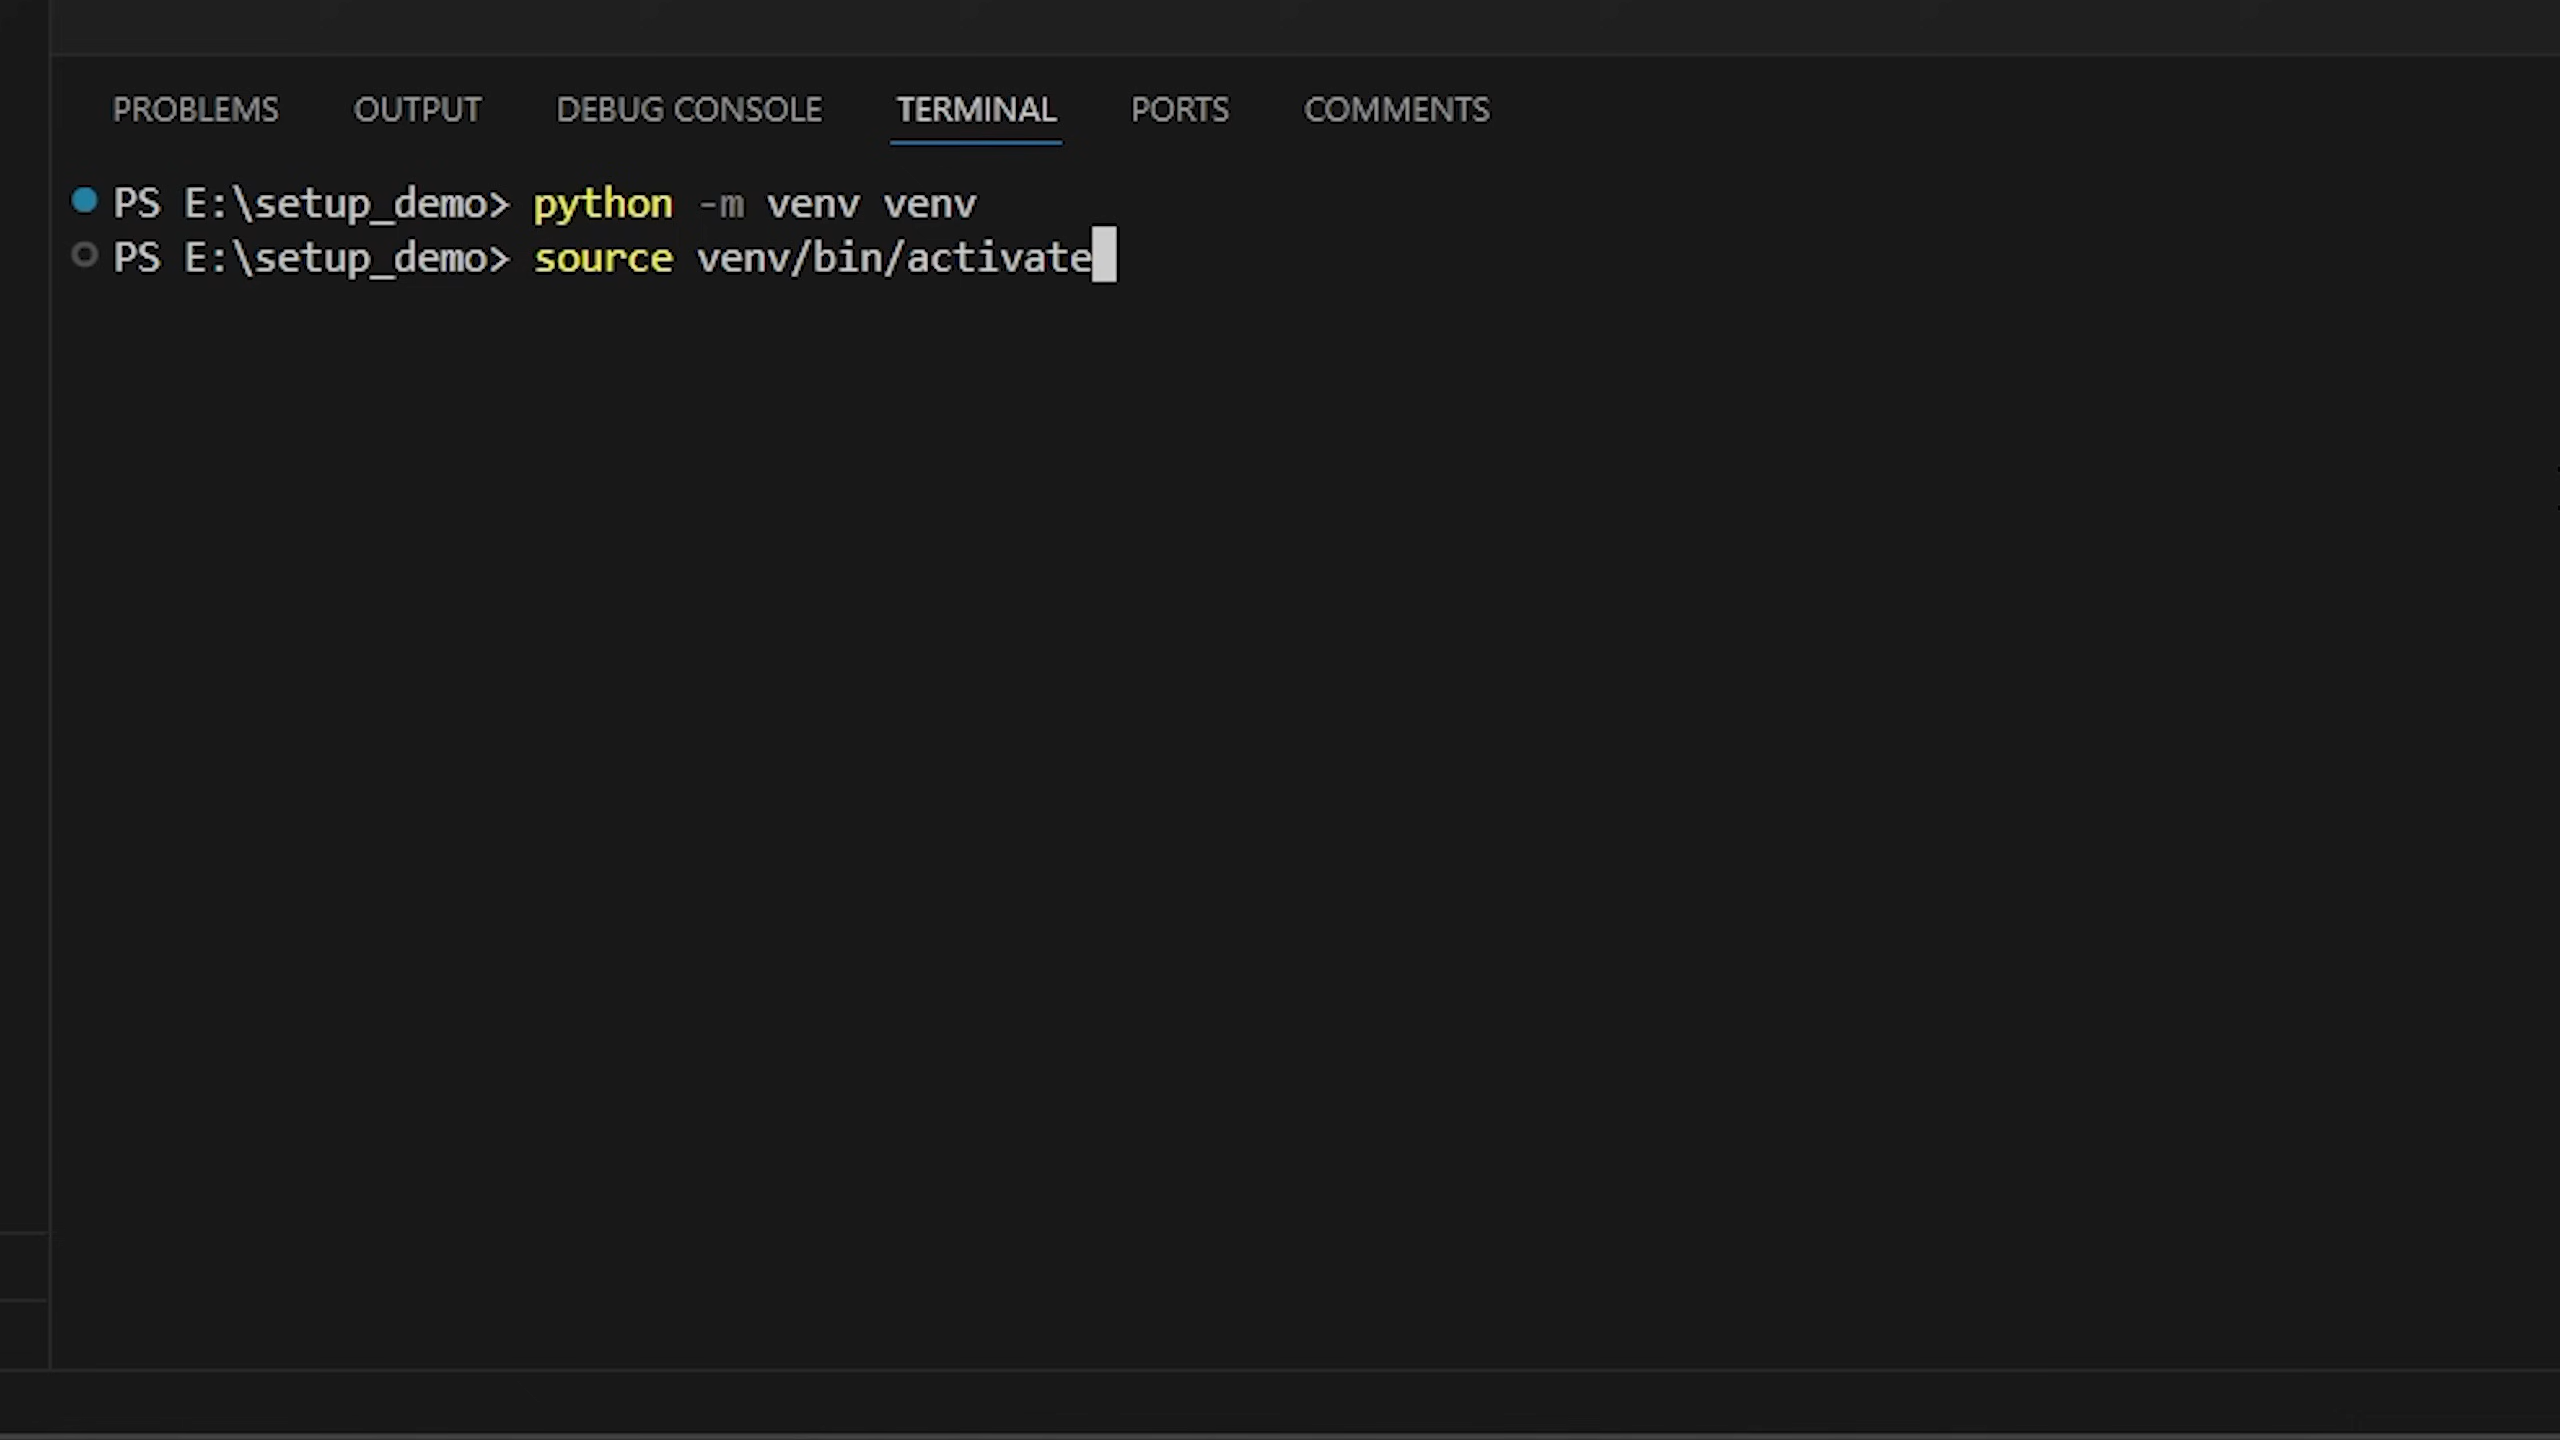 PROBLEMS OUTPUT DEBUG CONSOLE TERMINAL PORTS COMMENTS
PS E:\setup_demo> python -m venv venv
PS E:\setup_demo> source venv/bin/activate